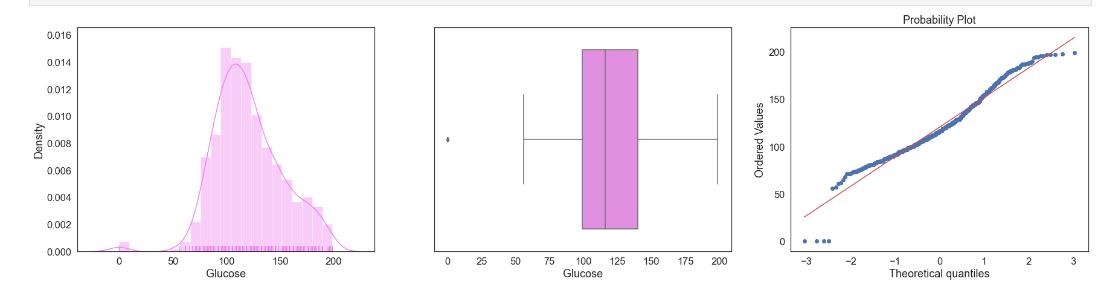 Probability Plot
0.016
0.014
0.012
0.010
0.008
0.006
0.004
0.002
0.000
Density
0 50 100 150 200
Glucose
0 25 50 75 100 125 150 175 200
Glucose
200
150
100
50
0
Ordered Values
−3 −2 −1 0 1 2 3
Theoretical quantiles